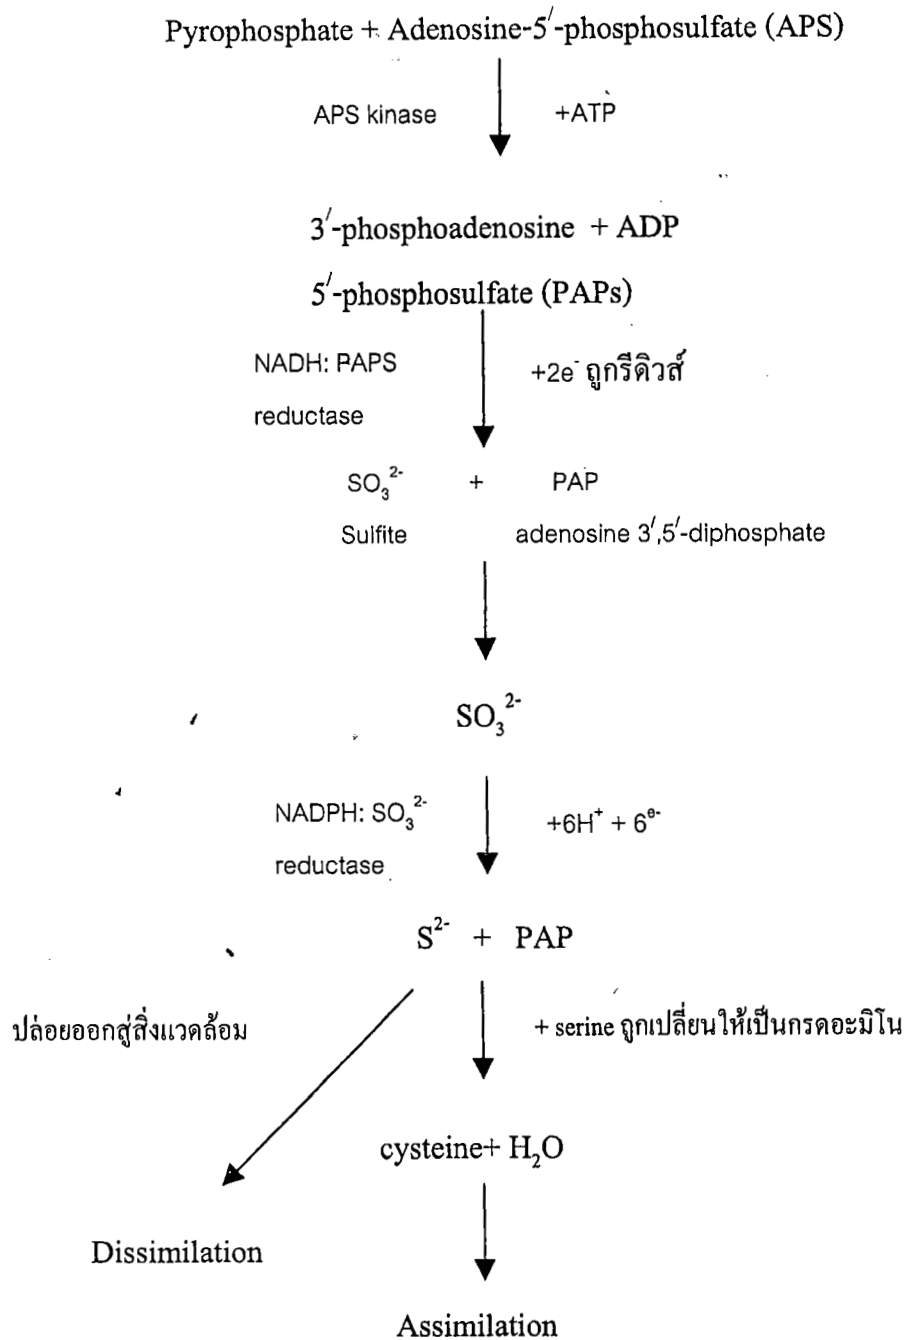 Pyrophosphate + Adenosine-5′-phosphosulfate (APS)
APS kinase +ATP
3′-phosphoadenosine + ADP
5′-phosphosulfate (PAPs)
NADH: PAPS +2e⁻ ถูกรีดิวส์
reductase
SO₃²⁻ + PAP
Sulfite adenosine 3′,5′-diphosphate
SO₃²⁻
NADPH: SO₃²⁻ +6H⁺ + 6ᵉ⁻
reductase
S²⁻ + PAP
ปล่อยออกสู่สิ่งแวดล้อม + serine ถูกเปลี่ยนให้เป็นกรดอะมิโน
cysteine+ H₂O
Dissimilation
Assimilation